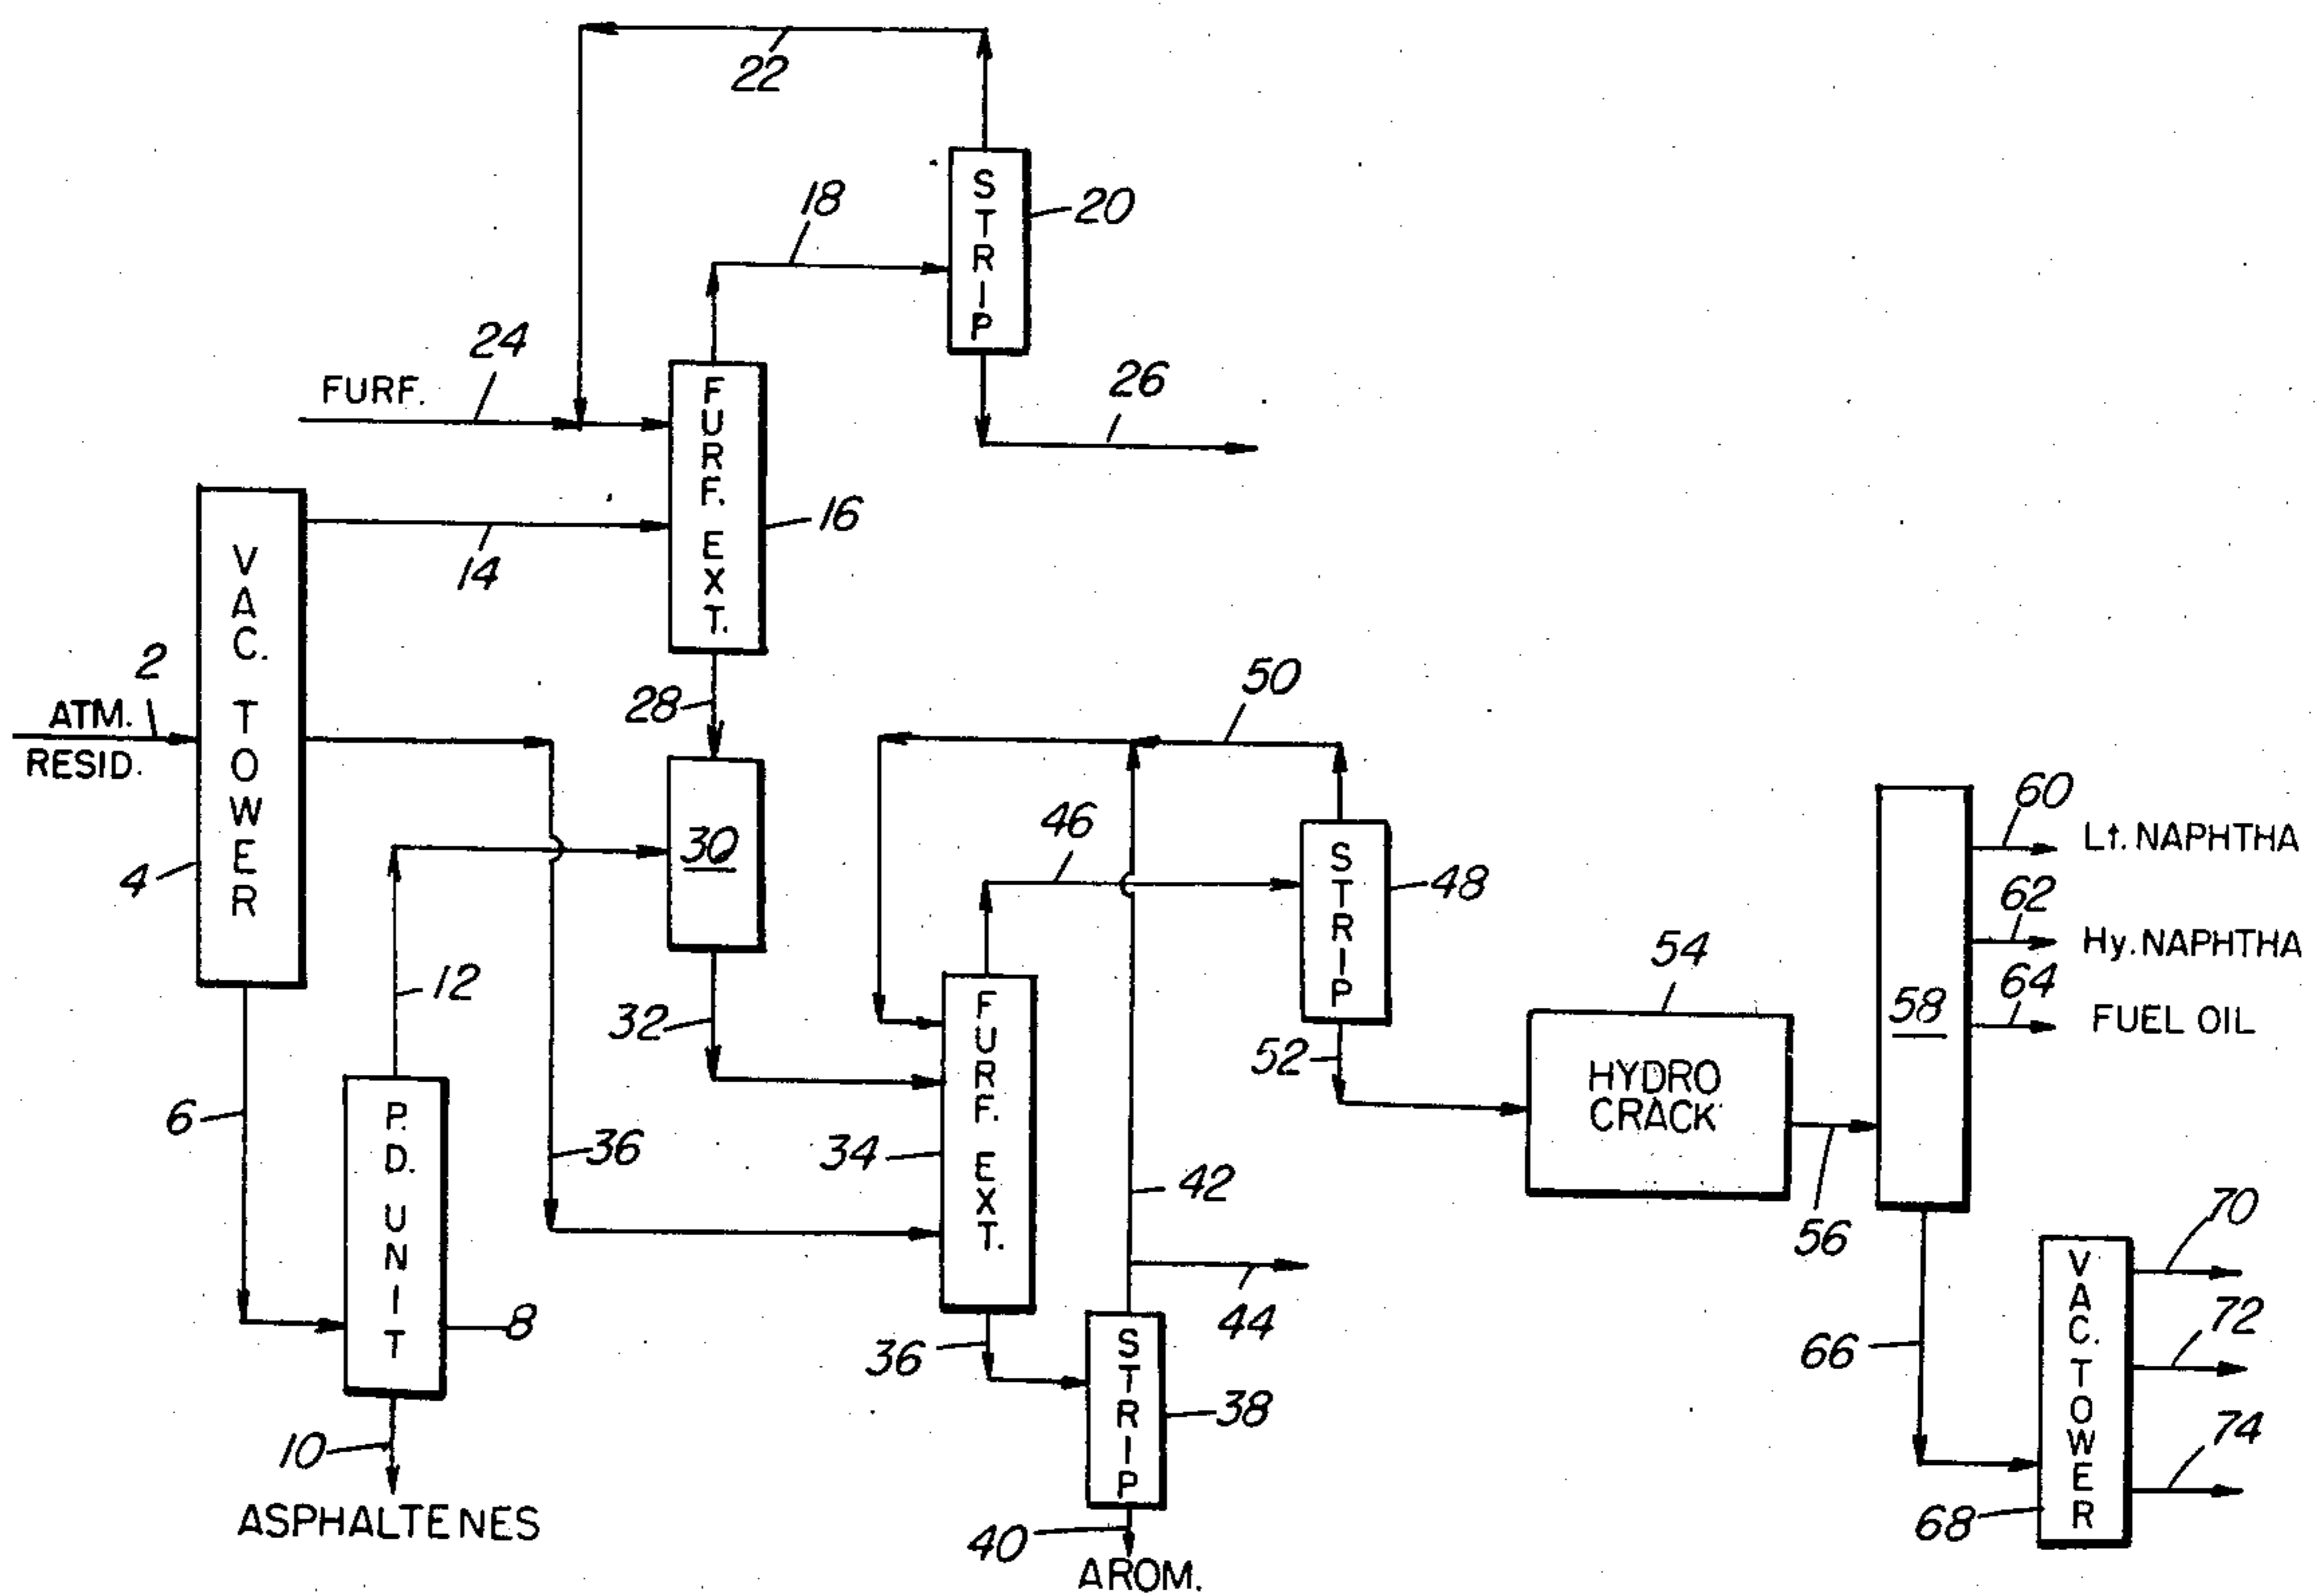 22
18
STRIP
20
24
FURF.
26
FURF. EXT.
16
14
VAC. TOWER
2
ATM.
RESID.
28
50
4
30
46
STRIP
48
60
Lt. NAPHTHA
62
Hy. NAPHTHA
64
FUEL OIL
12
32
54
58
52
HYDRO
CRACK
FURF. EXT.
6
P.D. UNIT
36
34
42
56
70
8
44
VAC. TOWER
72
36
STRIP
38
66
74
10
68
ASPHALTENES
40
AROM.